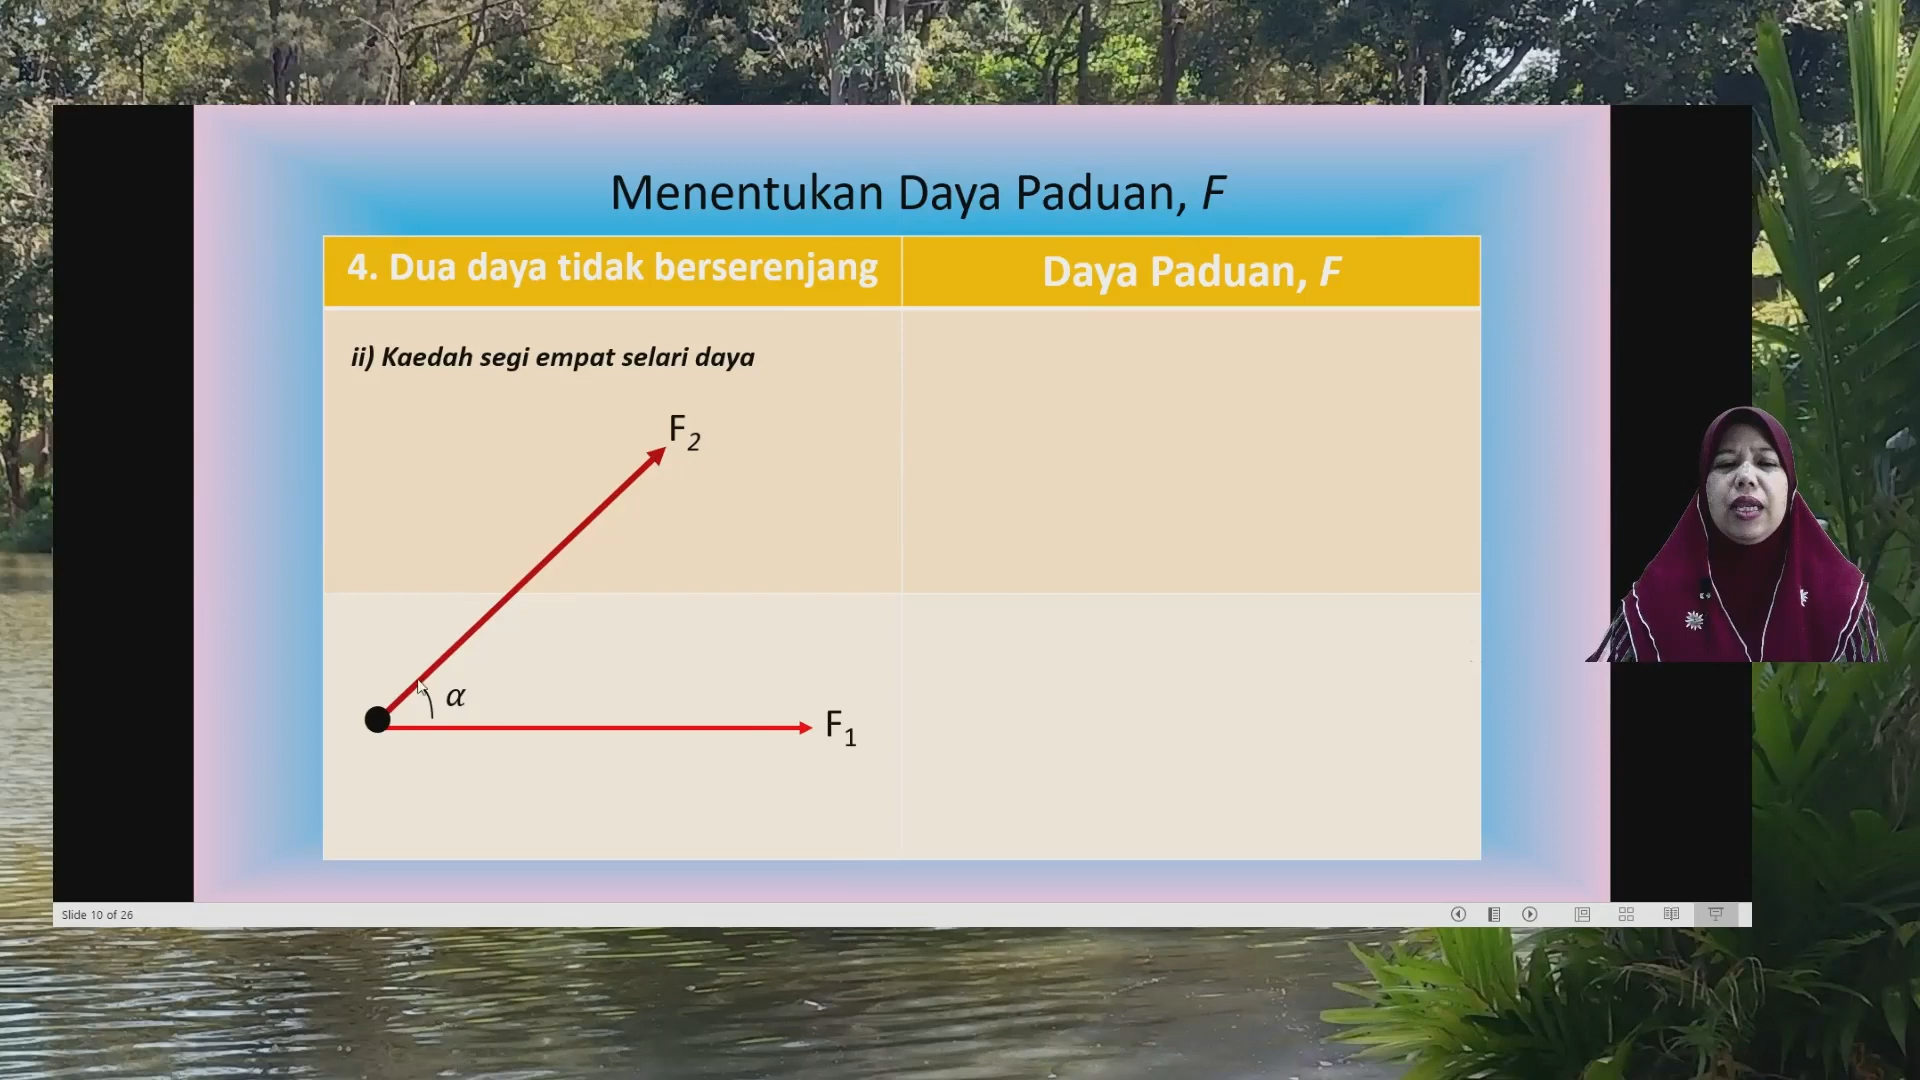 Menentukan Daya Paduan, F
4. Dua daya tidak berserenjang
Daya Paduan, F
ii) Kaedah segi empat selari daya
F2
α
F1
Slide 10 of 26